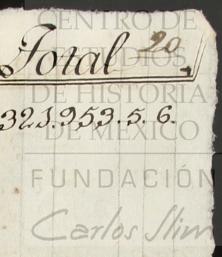 CENTRO DE
ESTUDIOS
DE HISTORIA
DE MÉXICO
FUNDACIÓN
Carlos Slim
20
Total
321.953.5.6.